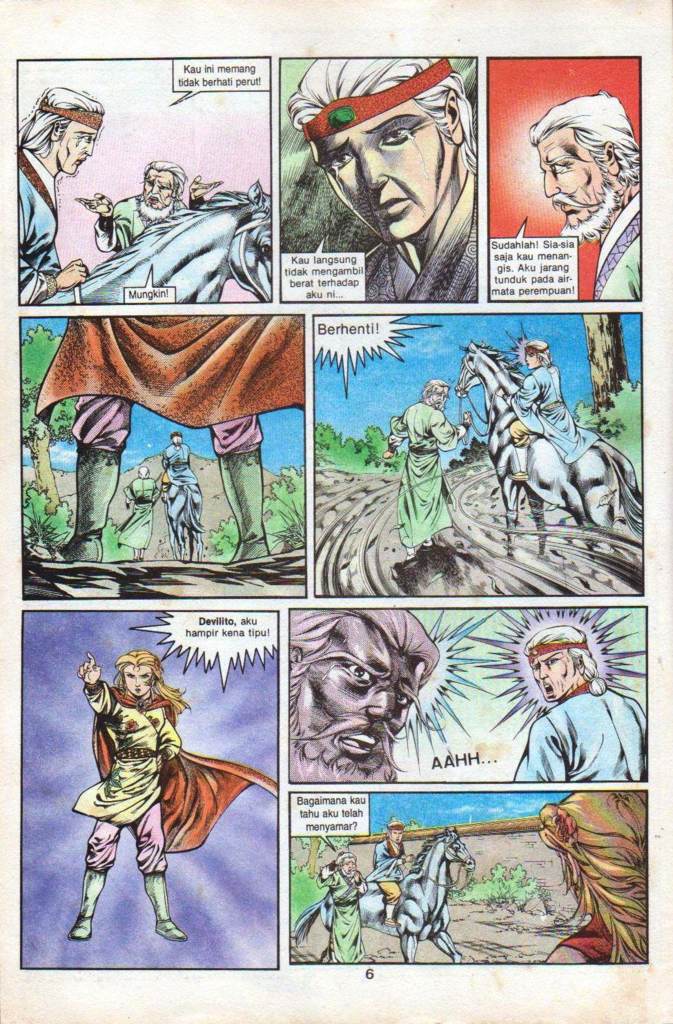 Kau ini memang
tidak berhati perut!
Mungkin!
Kau langsung
tidak mengambil
berat terhadap
aku ni...
Sudahlah! Sia-sia
saja kau menan-
gis. Aku jarang
tunduk pada air-
mata perempuan!
Berhenti!
Devilito, aku
hampir kena tipu!
AAHH...
Bagaimana kau
tahu aku telah
menyamar?
6